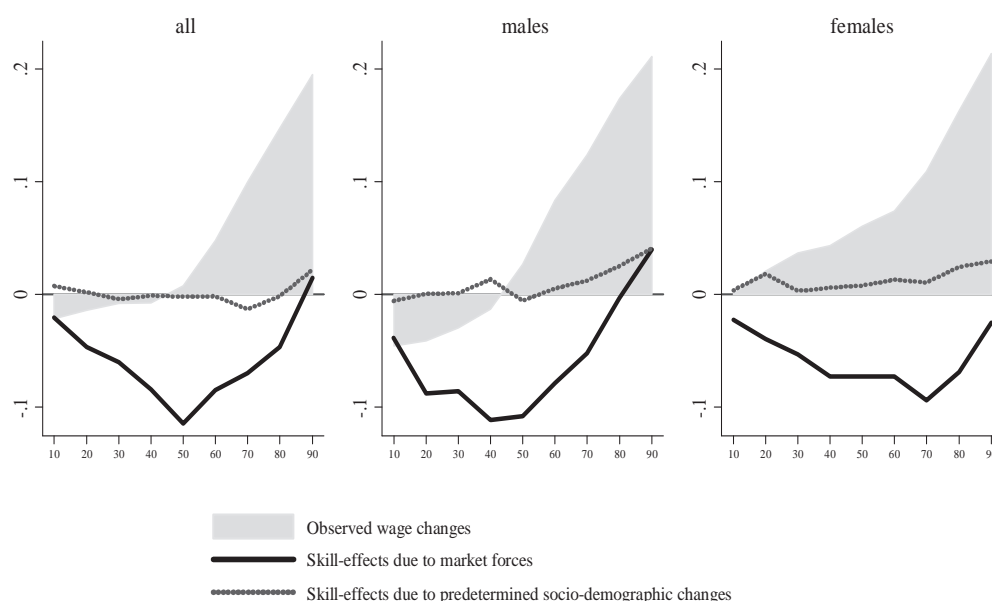 all males females
.2 .2 .2
.1 .1 .1
0 0 0
-.1 -.1 -.1
10 20 30 40 50 60 70 80 90 10 20 30 40 50 60 70 80 90 10 20 30 40 50 60 70 80
Observed wage changes
Skill-effects due to market forces
Skill-effects due to predetermined socio-demographic changes